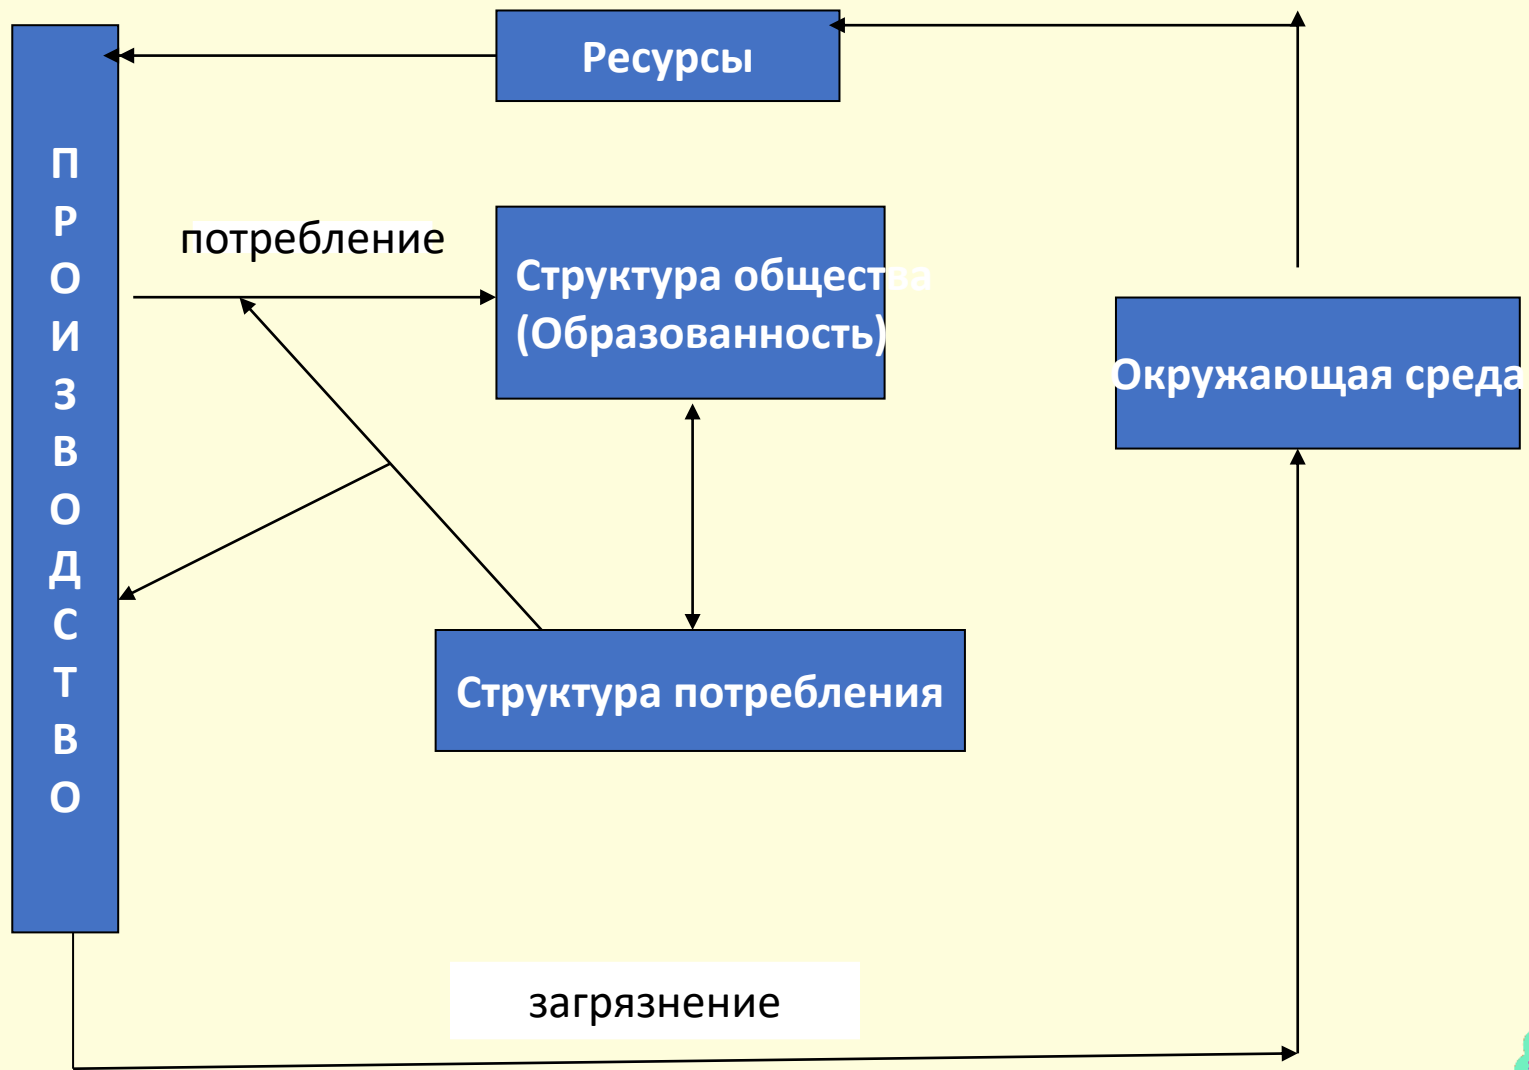 Ресурсы
П
Р
О
И
З
В
О
Д
С
Т
В
О
потребление
Структура общества
(Образованность)
Окружающая среда
Структура потребления
загрязнение